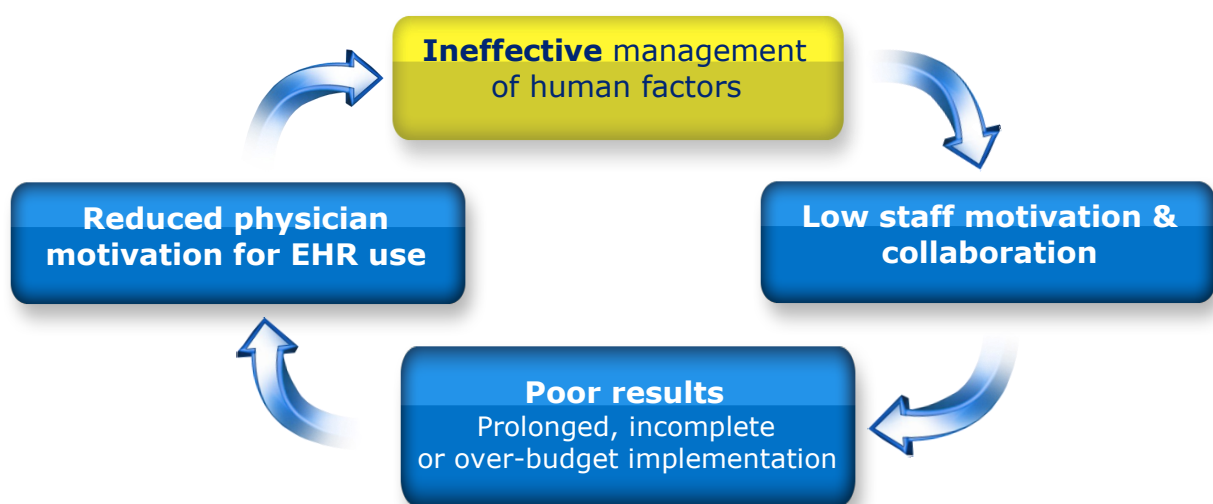 Ineffective management
of human factors
Low staff motivation &
collaboration
Poor results
Prolonged, incomplete
or over-budget implementation
Reduced physician
motivation for EHR use